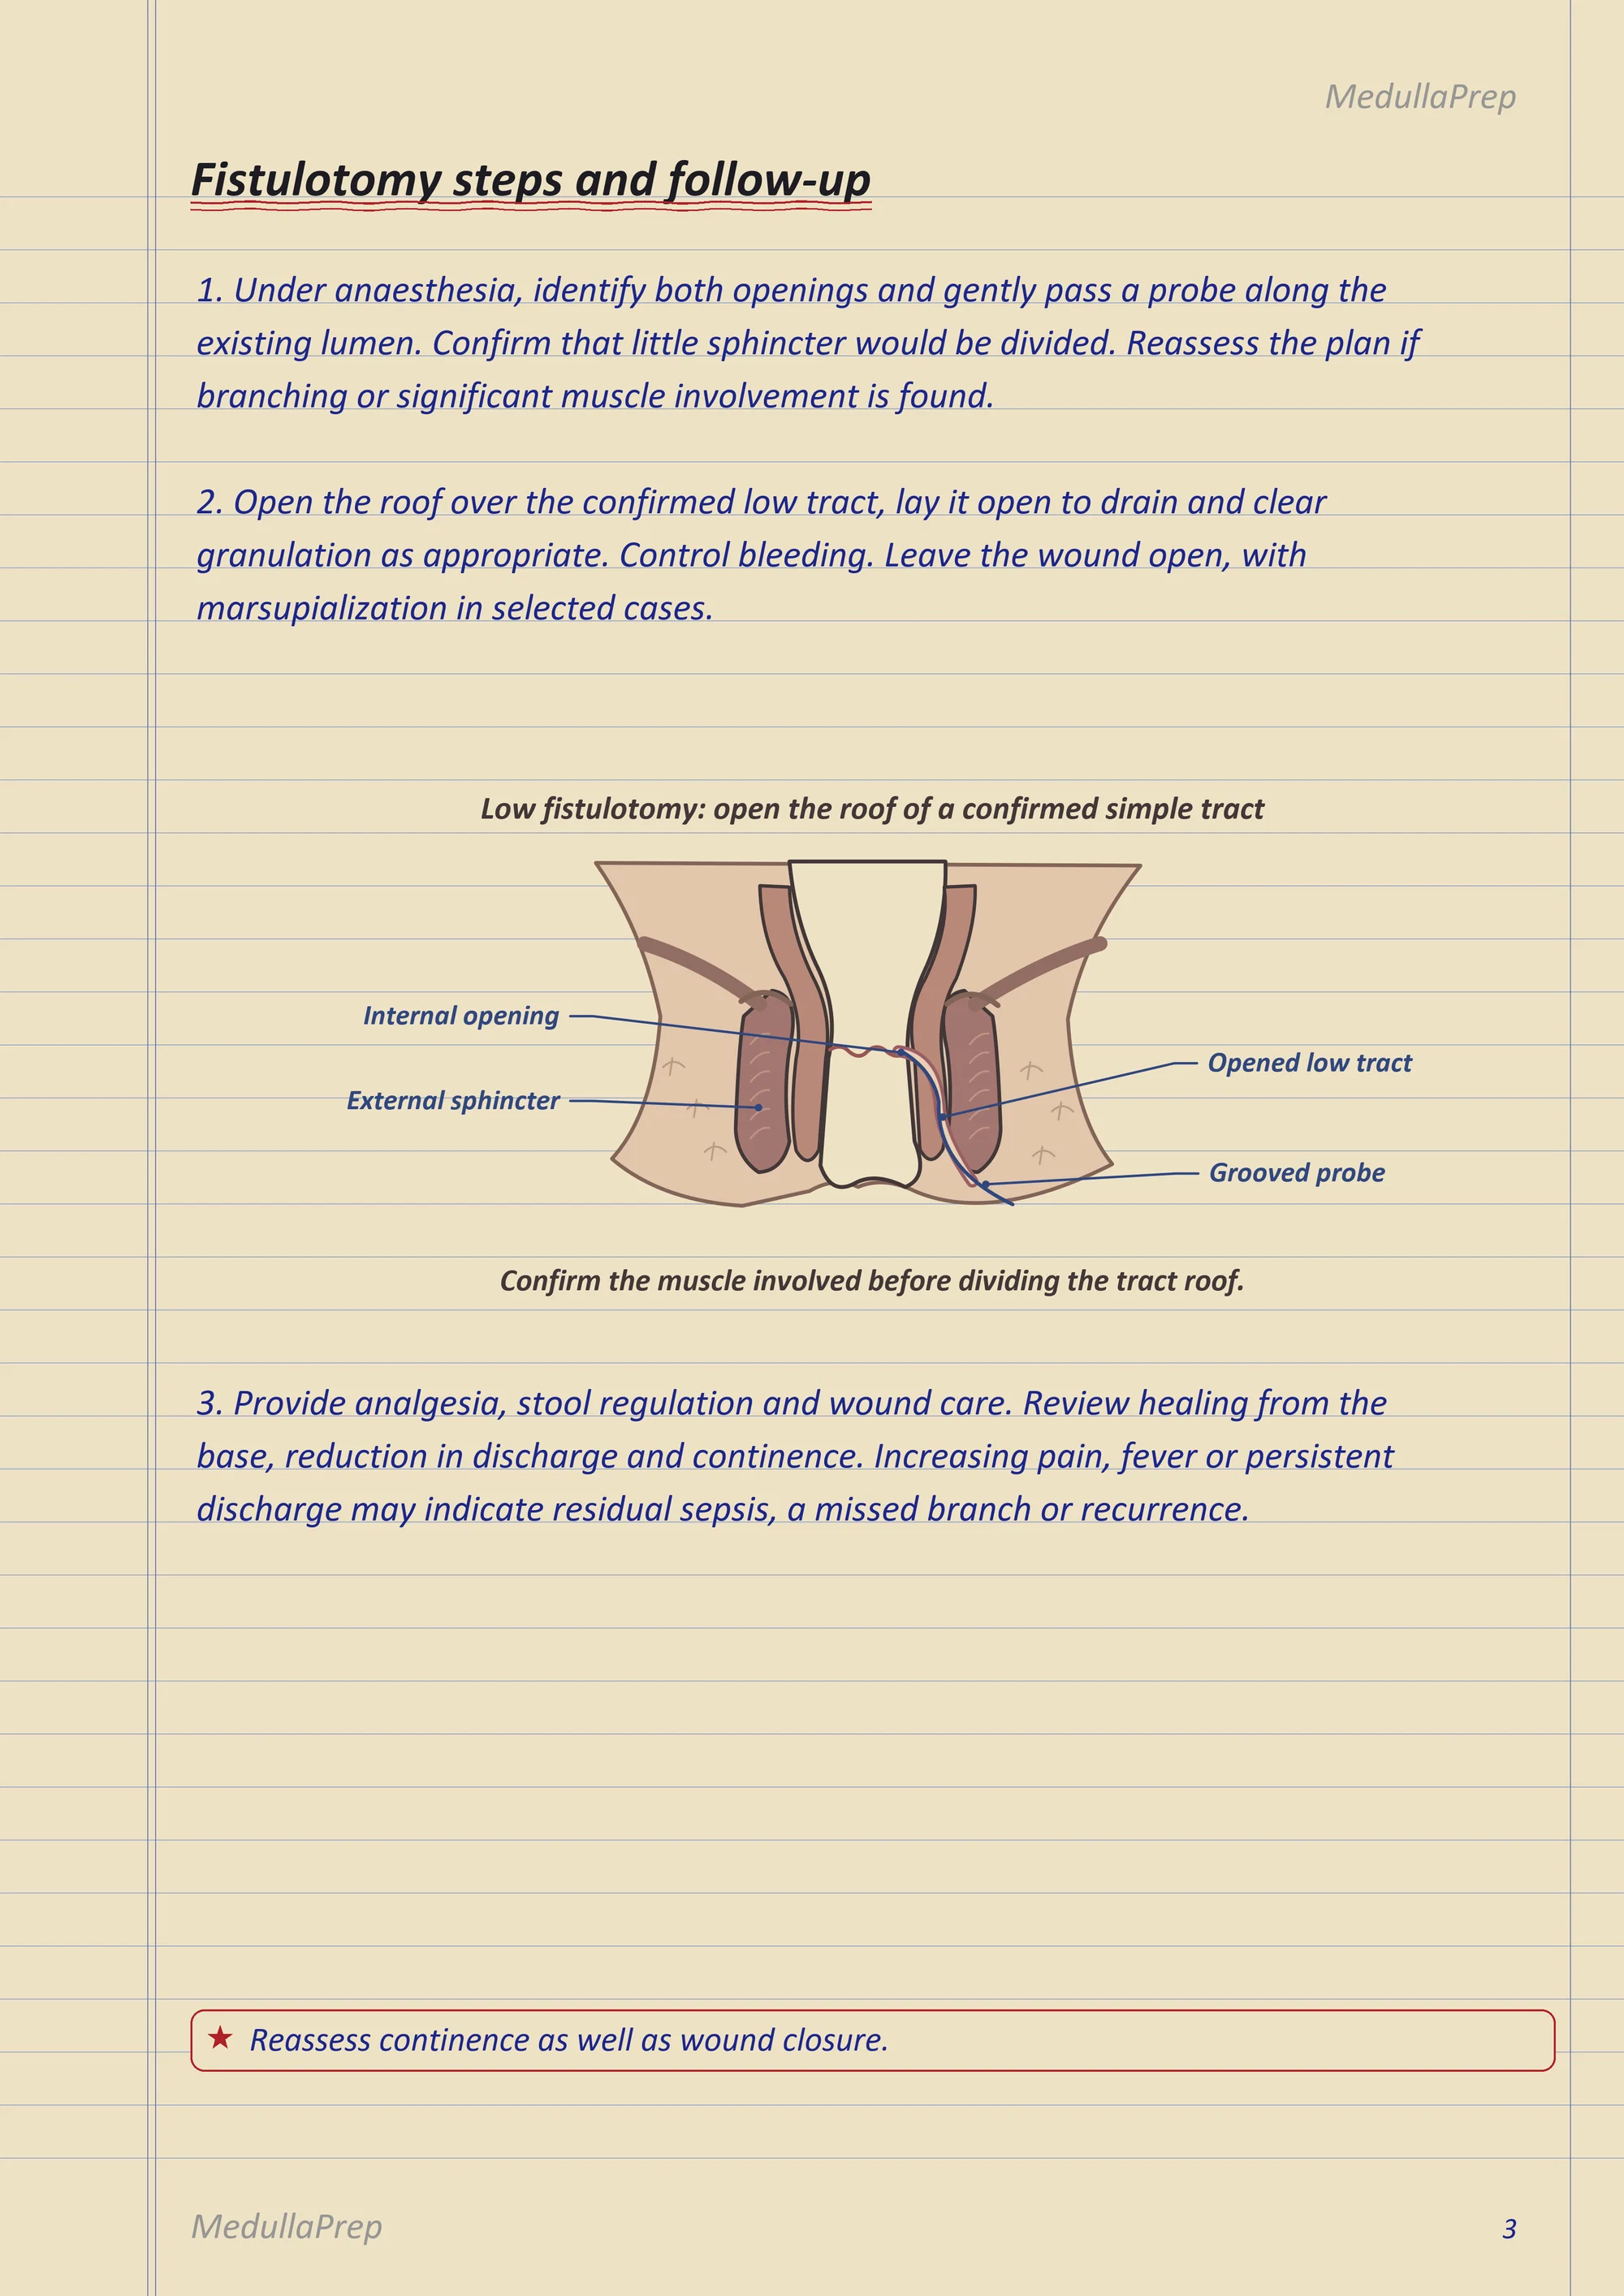 MedullaPrep
Fistulotomy steps and follow-up
1. Under anaesthesia, identify both openings and gently pass a probe along the
existing lumen. Confirm that little sphincter would be divided. Reassess the plan if
branching or significant muscle involvement is found.
2. Open the roof over the confirmed low tract, lay it open to drain and clear
granulation as appropriate. Control bleeding. Leave the wound open, with
marsupialization in selected cases.
Low fistulotomy: open the roof of a confirmed simple tract
Internal opening
Opened low tract
External sphincter
Grooved probe
Confirm the muscle involved before dividing the tract roof.
3. Provide analgesia, stool regulation and wound care. Review healing from the
base, reduction in discharge and continence. Increasing pain, fever or persistent
discharge may indicate residual sepsis, a missed branch or recurrence.
★ Reassess continence as well as wound closure.
MedullaPrep
3